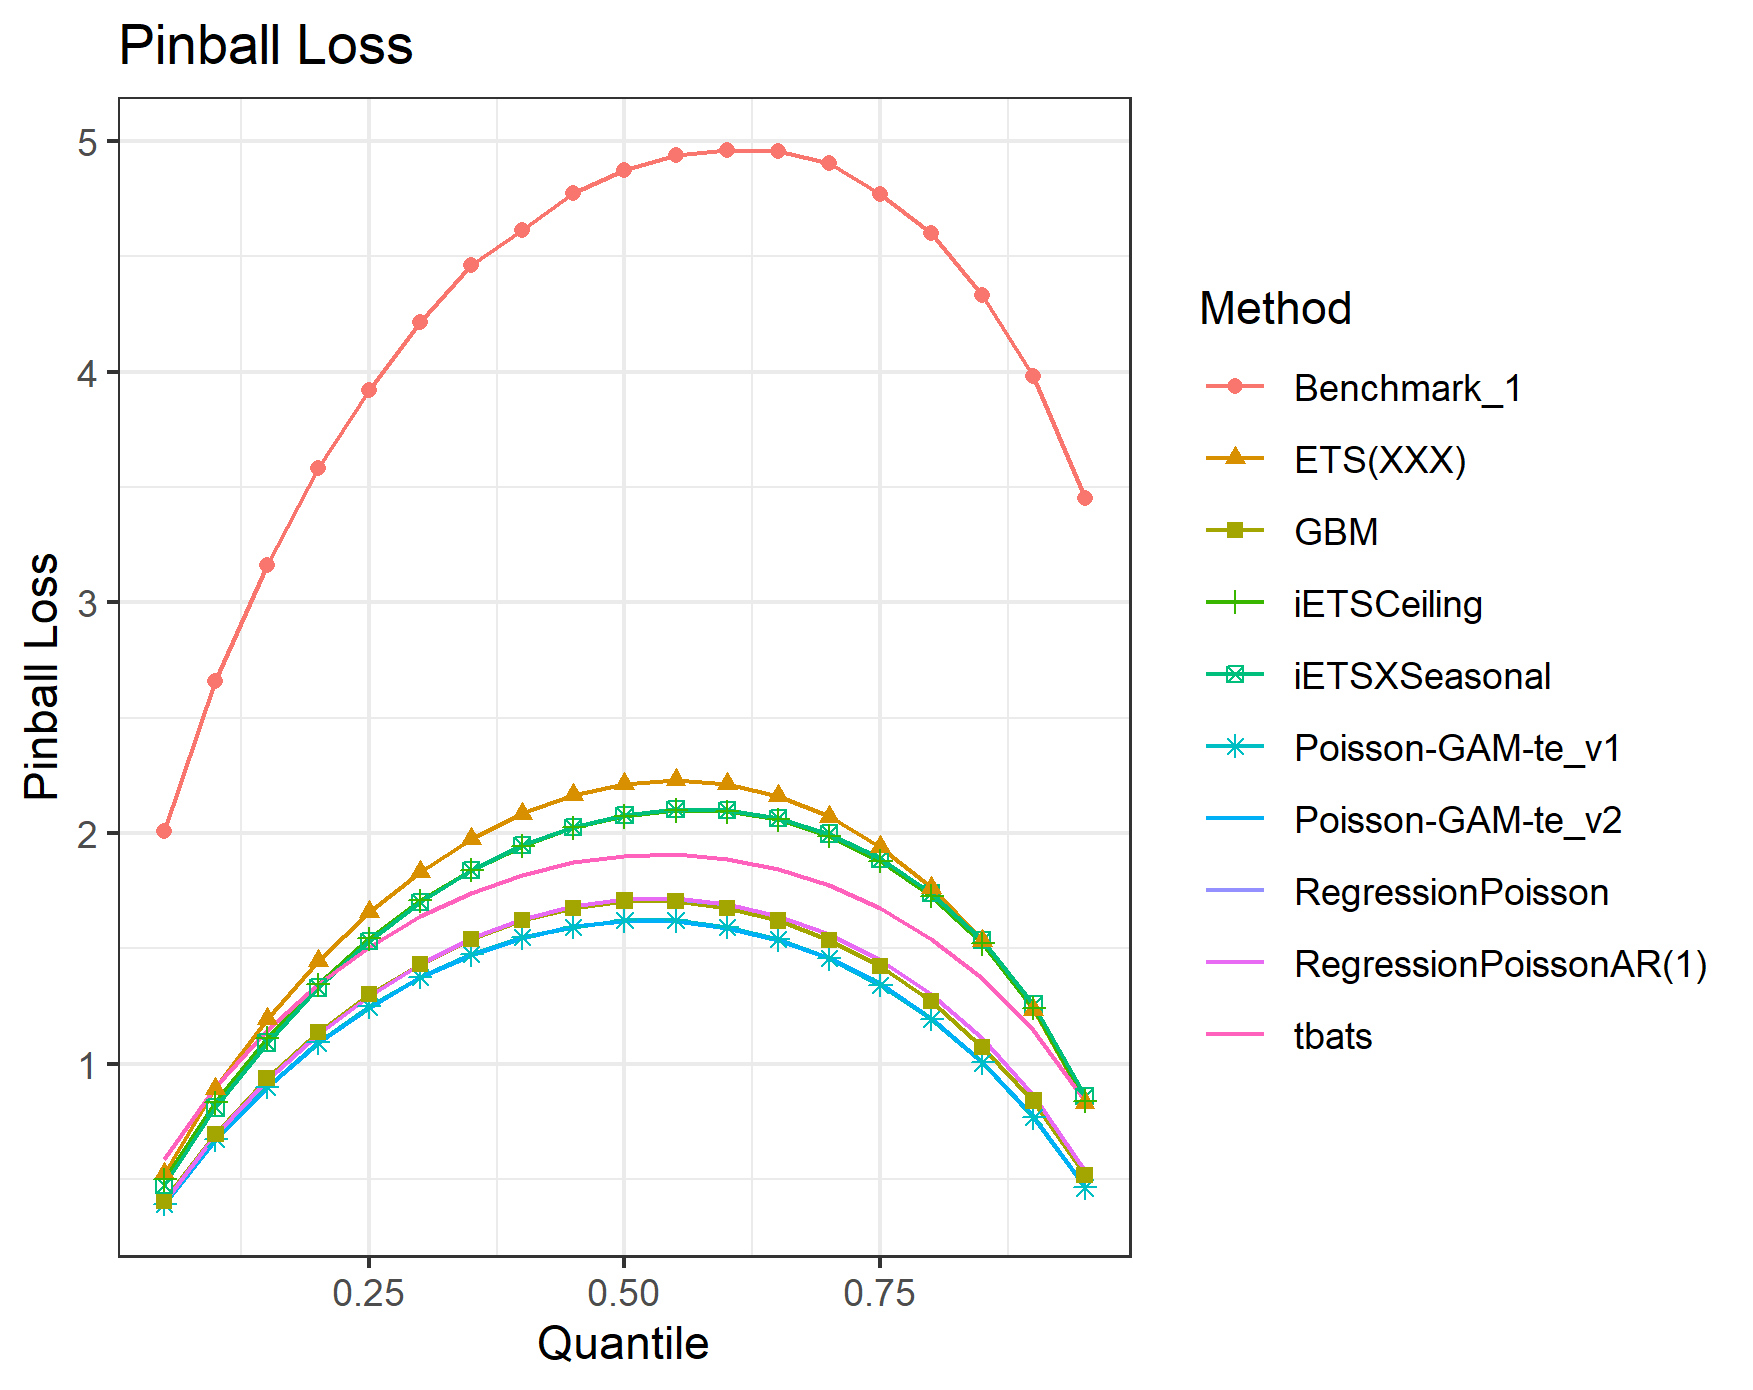 Pinball Loss
5
4
3
2
1
Pinball Loss
0.25
0.50
0.75
Quantile
Method
Benchmark_1
ETS(XXX)
GBM
iETSCeiling
iETSXSeasonal
Poisson-GAM-te_v1
Poisson-GAM-te_v2
RegressionPoisson
RegressionPoissonAR(1)
tbats